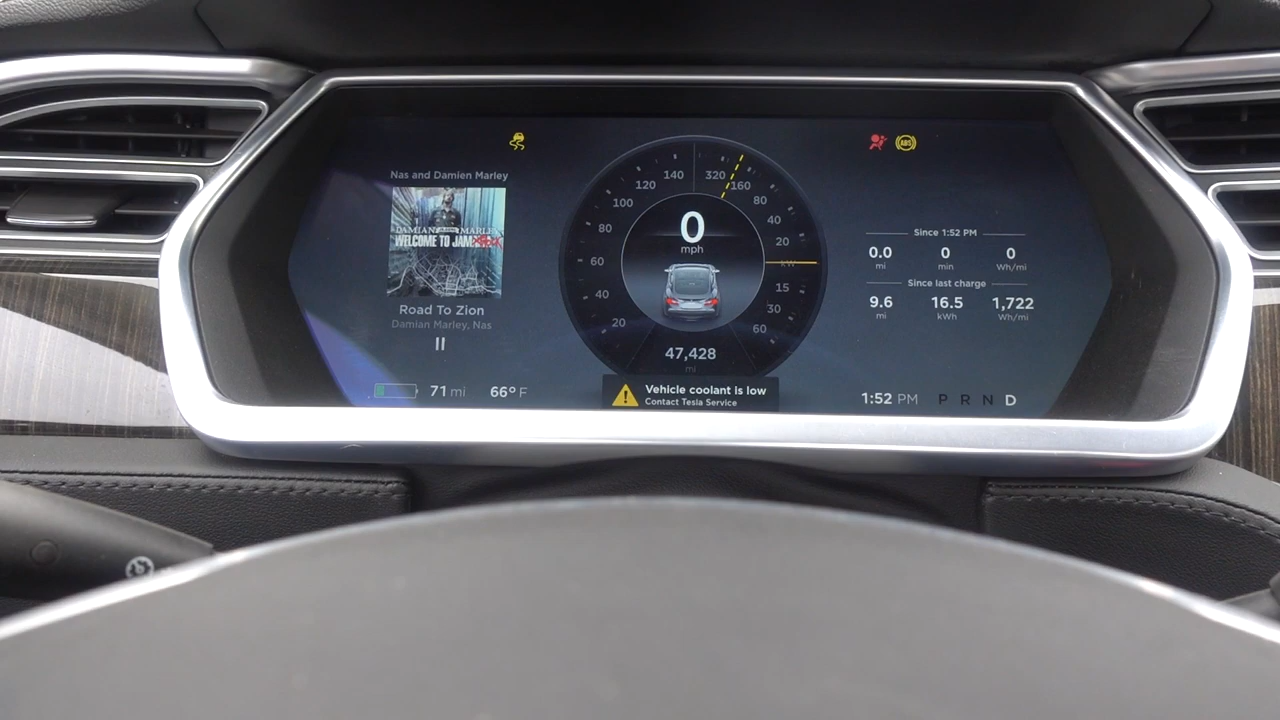 Nas and Damien Marley
DAMIAN MARLEY
WELCOME TO JAMROCK
Road To Zion
Damian Marley, Nas
71 mi
66° F
140
120
100
80
60
40
20
320
160
80
40
20
kW
15
30
60
0
mph
47,428
mi
Vehicle coolant is low
Contact Tesla Service
ABS
Since 1:52 PM
0.0 0 0
mi min Wh/mi
Since last charge
9.6 16.5 1,722
mi kWh Wh/mi
1:52 PM P R N D